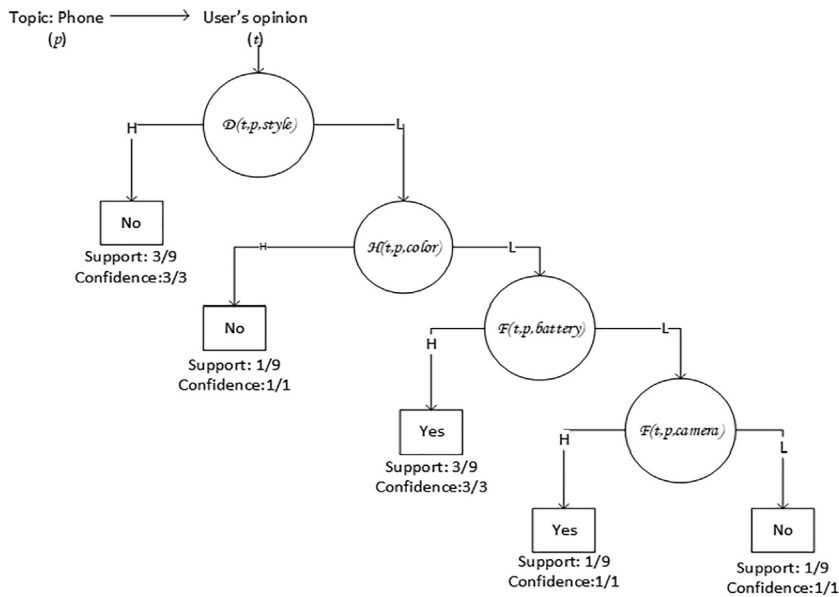 Topic: Phone
User's opinion
(p)
(t)
D(t,p,style)
H
L
No
Support: 3/9
Confidence:3/3
H(t,p,color)
H
L
No
Support: 1/9
Confidence:1/1
F(t,p,battery)
H
L
Yes
Support: 3/9
Confidence:3/3
F(t,p,camera)
H
L
Yes
Support: 1/9
Confidence:1/1
No
Support: 1/9
Confidence:1/1